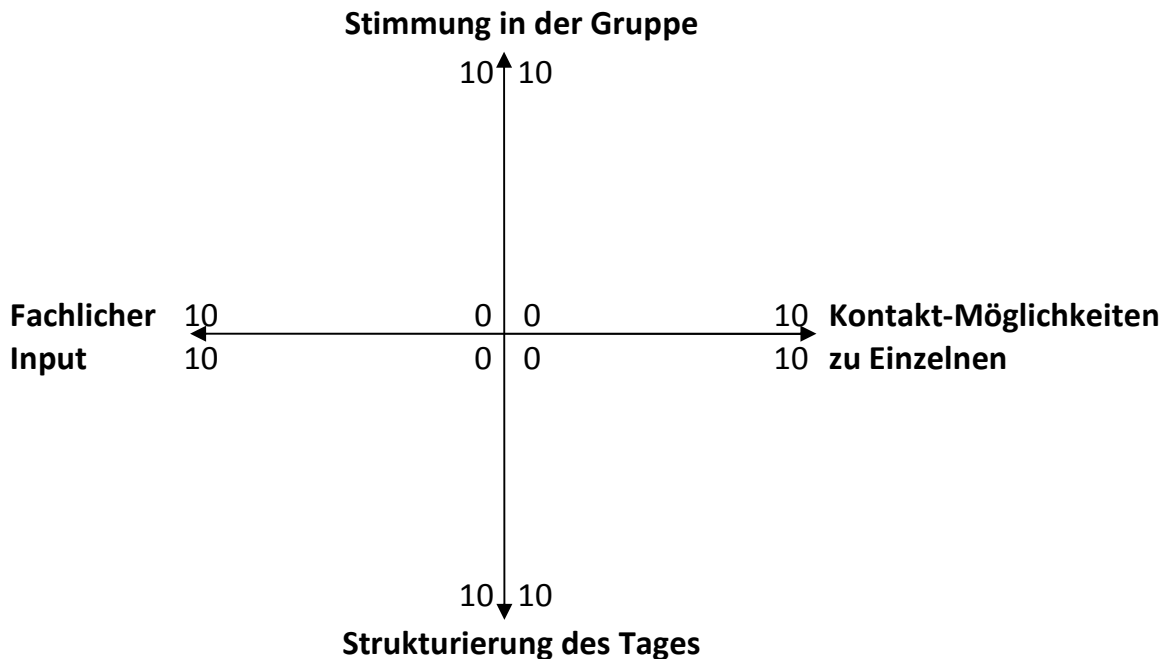 Stimmung in der Gruppe
10 10
Fachlicher 10 0 0 10 Kontakt-Möglichkeiten
Input 10 0 0 10 zu Einzelnen
10 10
Strukturierung des Tages